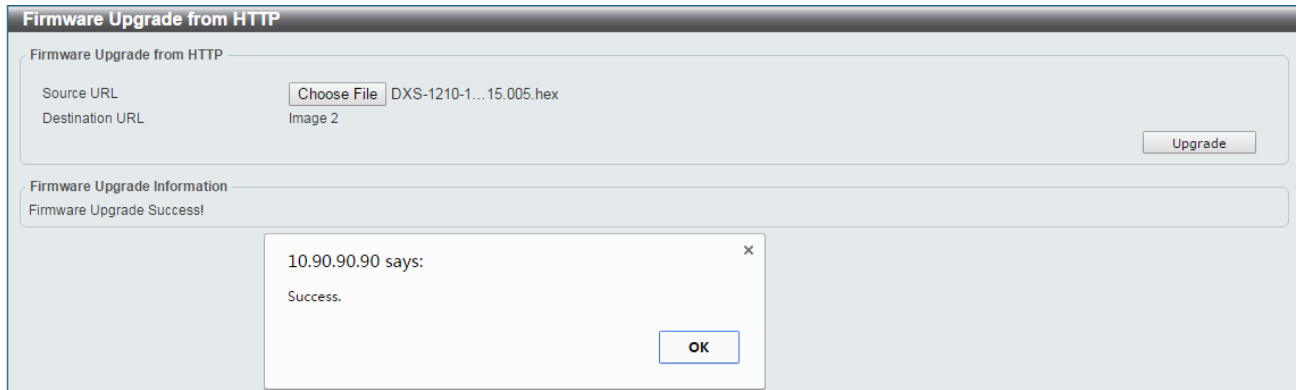 Firmware Upgrade from HTTP
Firmware Upgrade from HTTP
Source URL Choose File DXS-1210-1...15.005.hex
Destination URL Image 2
Upgrade
Firmware Upgrade Information
Firmware Upgrade Success!
10.90.90.90 says: ×
Success.
OK